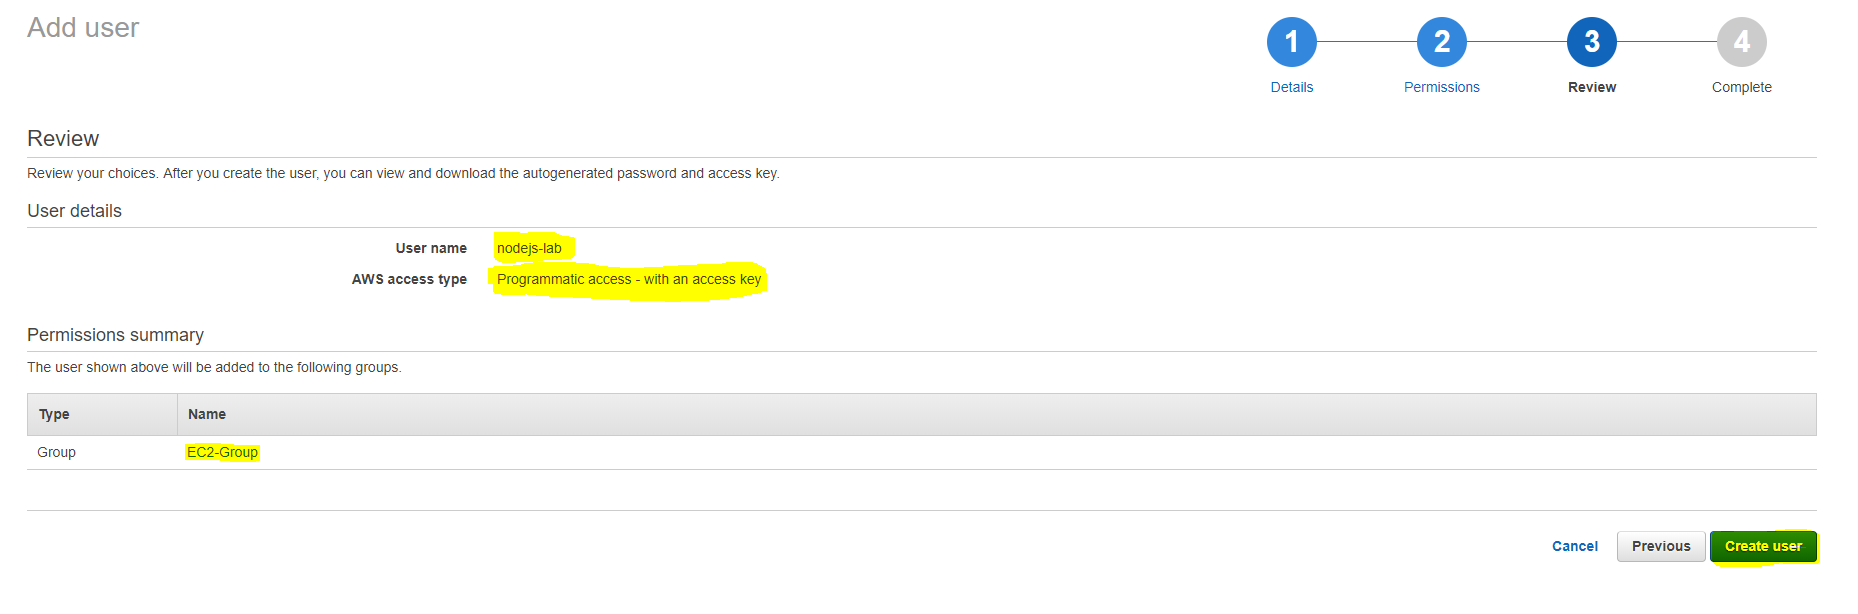 Add user
1
2
3
4
Details
Permissions
Review
Complete
Review
Review your choices. After you create the user, you can view and download the autogenerated password and access key.
User details
User name nodejs-lab
AWS access type Programmatic access - with an access key
Permissions summary
The user shown above will be added to the following groups.
Type Name
Group EC2-Group
Cancel Previous Create user